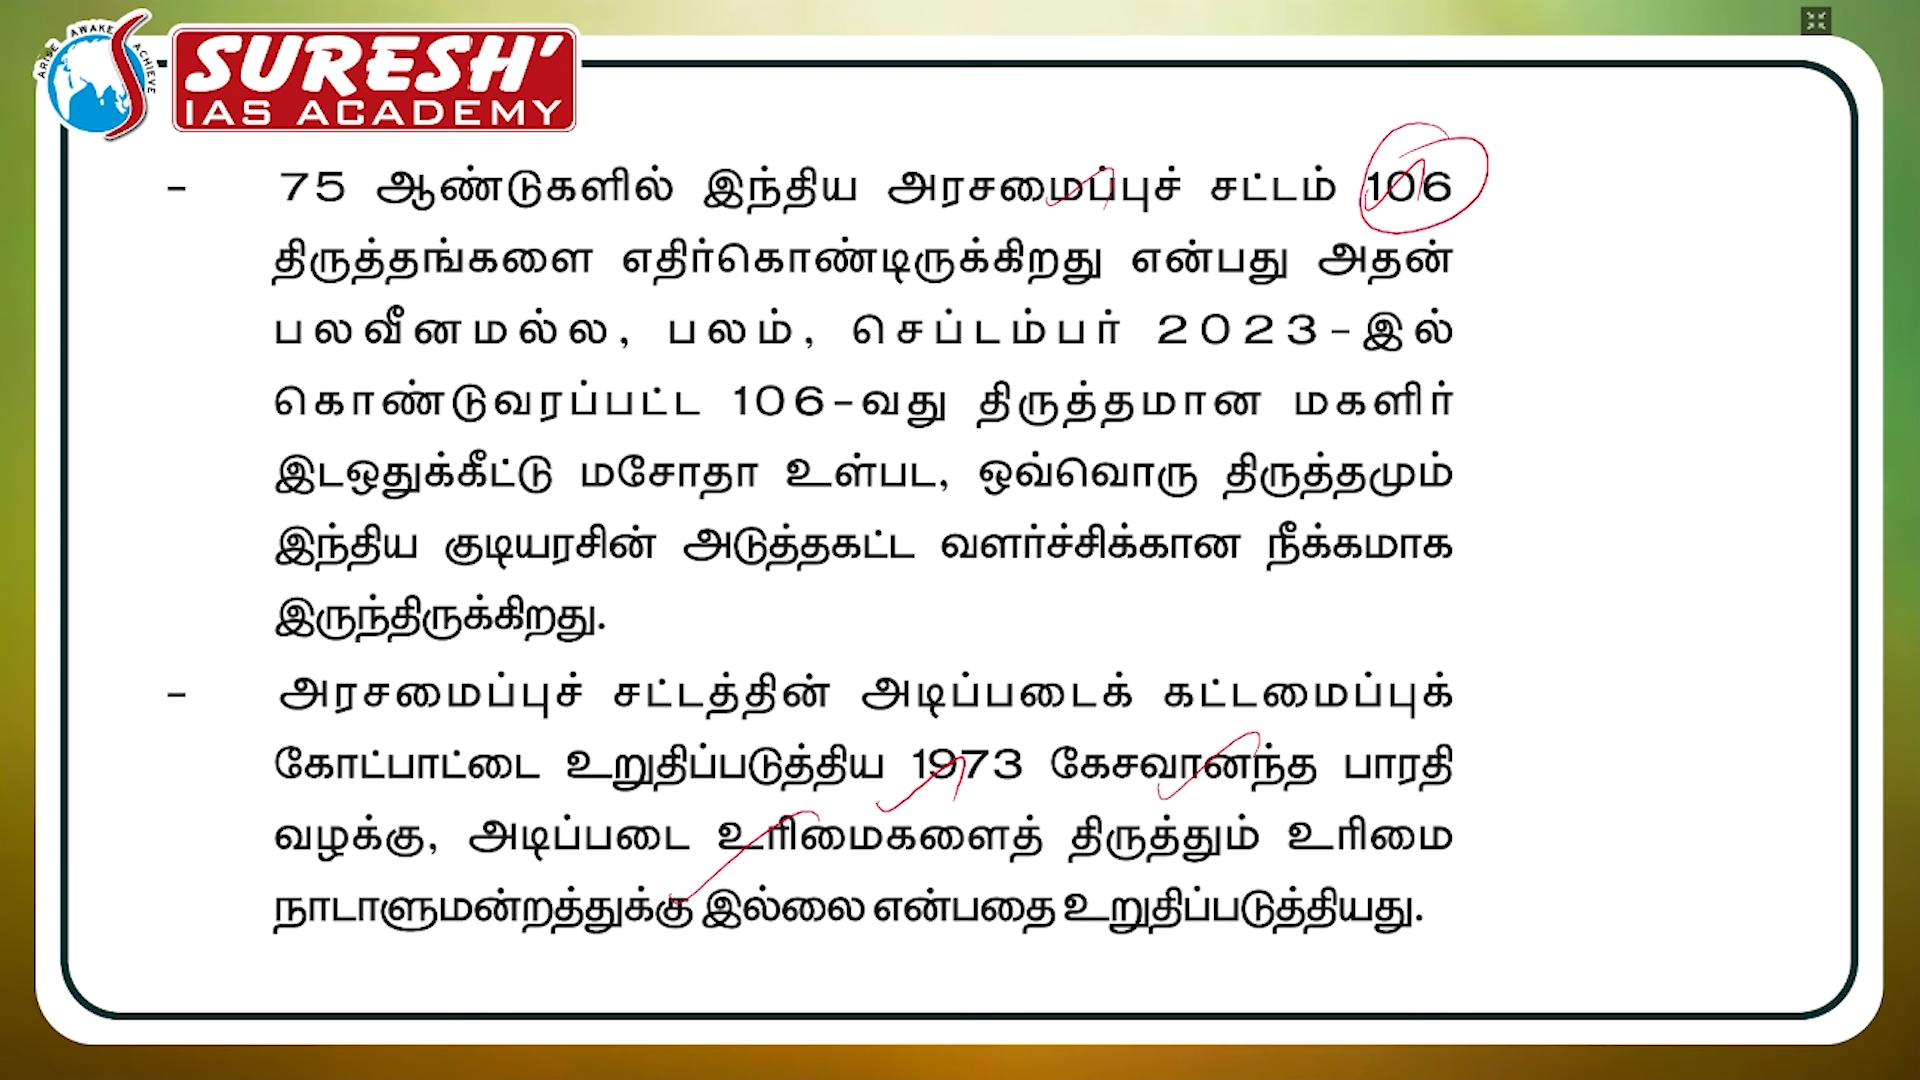 ARISE AWAKE ACHIEVE
SURESH'
IAS ACADEMY
- 75 ஆண்டுகளில் இந்திய அரசமைப்புச் சட்டம் 106
திருத்தங்களை எதிர்கொண்டிருக்கிறது என்பது அதன்
பலவீனமல்ல, பலம், செப்டம்பர் 2023-இல்
கொண்டுவரப்பட்ட 106-வது திருத்தமான மகளிர்
இடஒதுக்கீட்டு மசோதா உள்பட, ஒவ்வொரு திருத்தமும்
இந்திய குடியரசின் அடுத்தகட்ட வளர்ச்சிக்கான நீக்கமாக
இருந்திருக்கிறது.
- அரசமைப்புச் சட்டத்தின் அடிப்படைக் கட்டமைப்புக்
கோட்பாட்டை உறுதிப்படுத்திய 1973 கேசவானந்த பாரதி
வழக்கு, அடிப்படை உரிமைகளைத் திருத்தும் உரிமை
நாடாளுமன்றத்துக்கு இல்லை என்பதை உறுதிப்படுத்தியது.